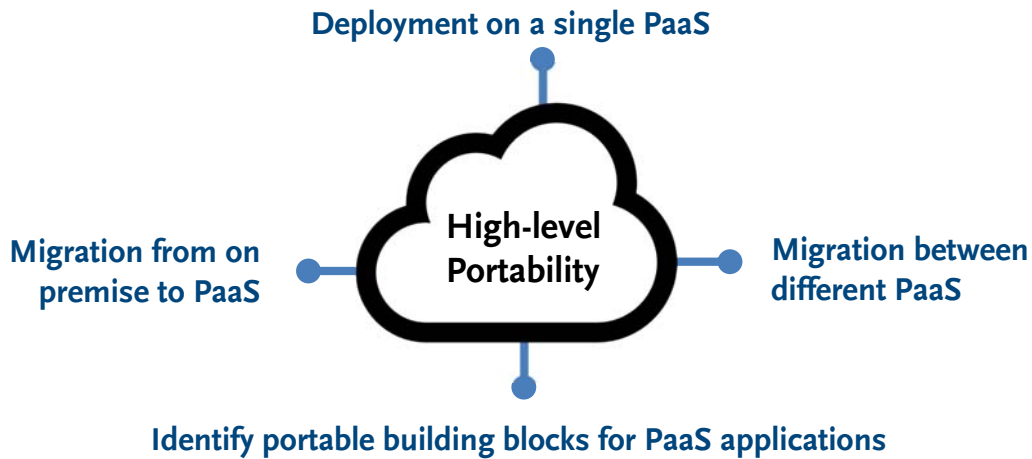 Deployment on a single PaaS
High-level
Portability
Migration from on
premise to PaaS
Migration between
different PaaS
Identify portable building blocks for PaaS applications